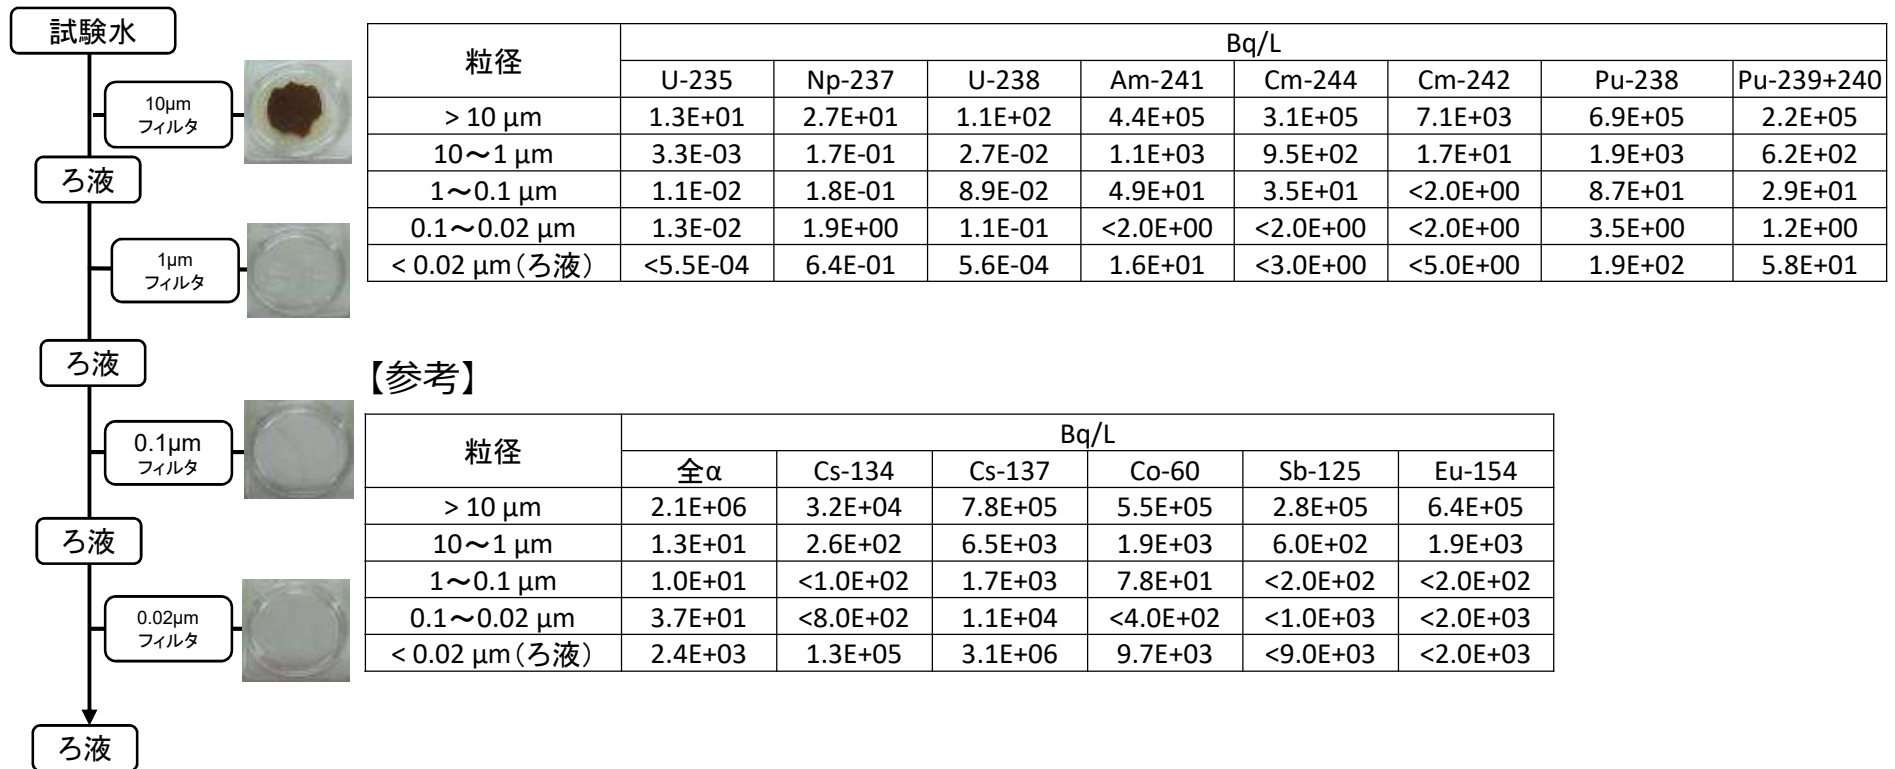 試験水
10µm
フィルタ
ろ液
1µm
フィルタ
ろ液
0.1µm
フィルタ
ろ液
0.02µm
フィルタ
ろ液
粒径 Bq/L
U-235 Np-237 U-238 Am-241 Cm-244 Cm-242 Pu-238 Pu-239+240
> 10 µm 1.3E+01 2.7E+01 1.1E+02 4.4E+05 3.1E+05 7.1E+03 6.9E+05 2.2E+05
10～1 µm 3.3E-03 1.7E-01 2.7E-02 1.1E+03 9.5E+02 1.7E+01 1.9E+03 6.2E+02
1～0.1 µm 1.1E-02 1.8E-01 8.9E-02 4.9E+01 3.5E+01 <2.0E+00 8.7E+01 2.9E+01
0.1～0.02 µm 1.3E-02 1.9E+00 1.1E-01 <2.0E+00 <2.0E+00 <2.0E+00 3.5E+00 1.2E+00
< 0.02 µm（ろ液） <5.5E-04 6.4E-01 5.6E-04 1.6E+01 <3.0E+00 <5.0E+00 1.9E+02 5.8E+01
【参考】
粒径 Bq/L
全α Cs-134 Cs-137 Co-60 Sb-125 Eu-154
> 10 µm 2.1E+06 3.2E+04 7.8E+05 5.5E+05 2.8E+05 6.4E+05
10～1 µm 1.3E+01 2.6E+02 6.5E+03 1.9E+03 6.0E+02 1.9E+03
1～0.1 µm 1.0E+01 <1.0E+02 1.7E+03 7.8E+01 <2.0E+02 <2.0E+02
0.1～0.02 µm 3.7E+01 <8.0E+02 1.1E+04 <4.0E+02 <1.0E+03 <2.0E+03
< 0.02 µm（ろ液） 2.4E+03 1.3E+05 3.1E+06 9.7E+03 <9.0E+03 <2.0E+03